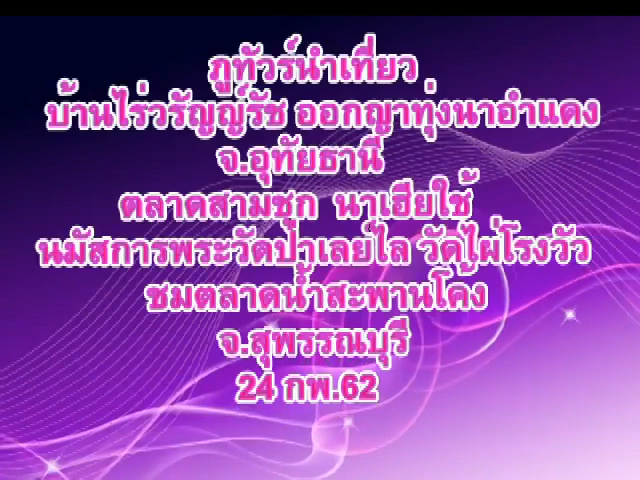 ภูทัวร์นำเที่ยว
บ้านไร่วรัญญ์รัช ออกญาทุ่งนาอำแดง
จ.อุทัยธานี
ตลาดสามชุก นาเฮียใช้
นมัสการพระวัดป่าเลย์ไล วัดไผ่โรงวัว
ชมตลาดน้ำสะพานโค้ง
จ.สุพรรณบุรี
24 กพ.62